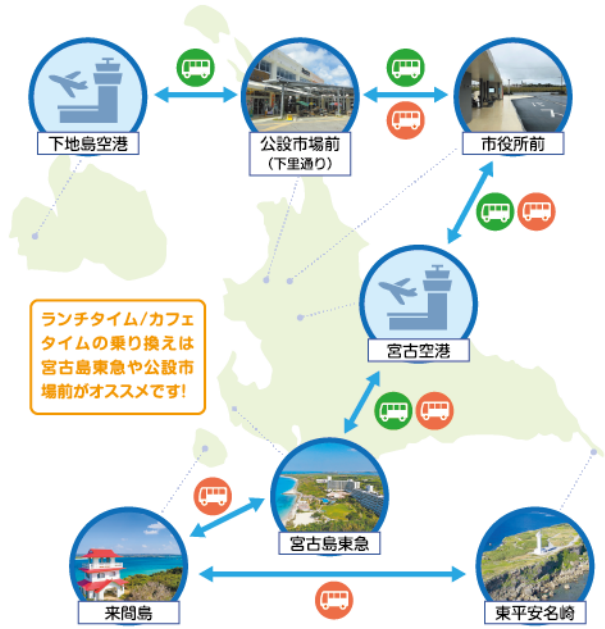 下地島空港
公設市場前
(下里通り)
市役所前
宮古空港
ランチタイム/カフェ
タイムの乗り換えは
宮古島東急や公設市
場前がオススメです!
宮古島東急
来間島
東平安名崎